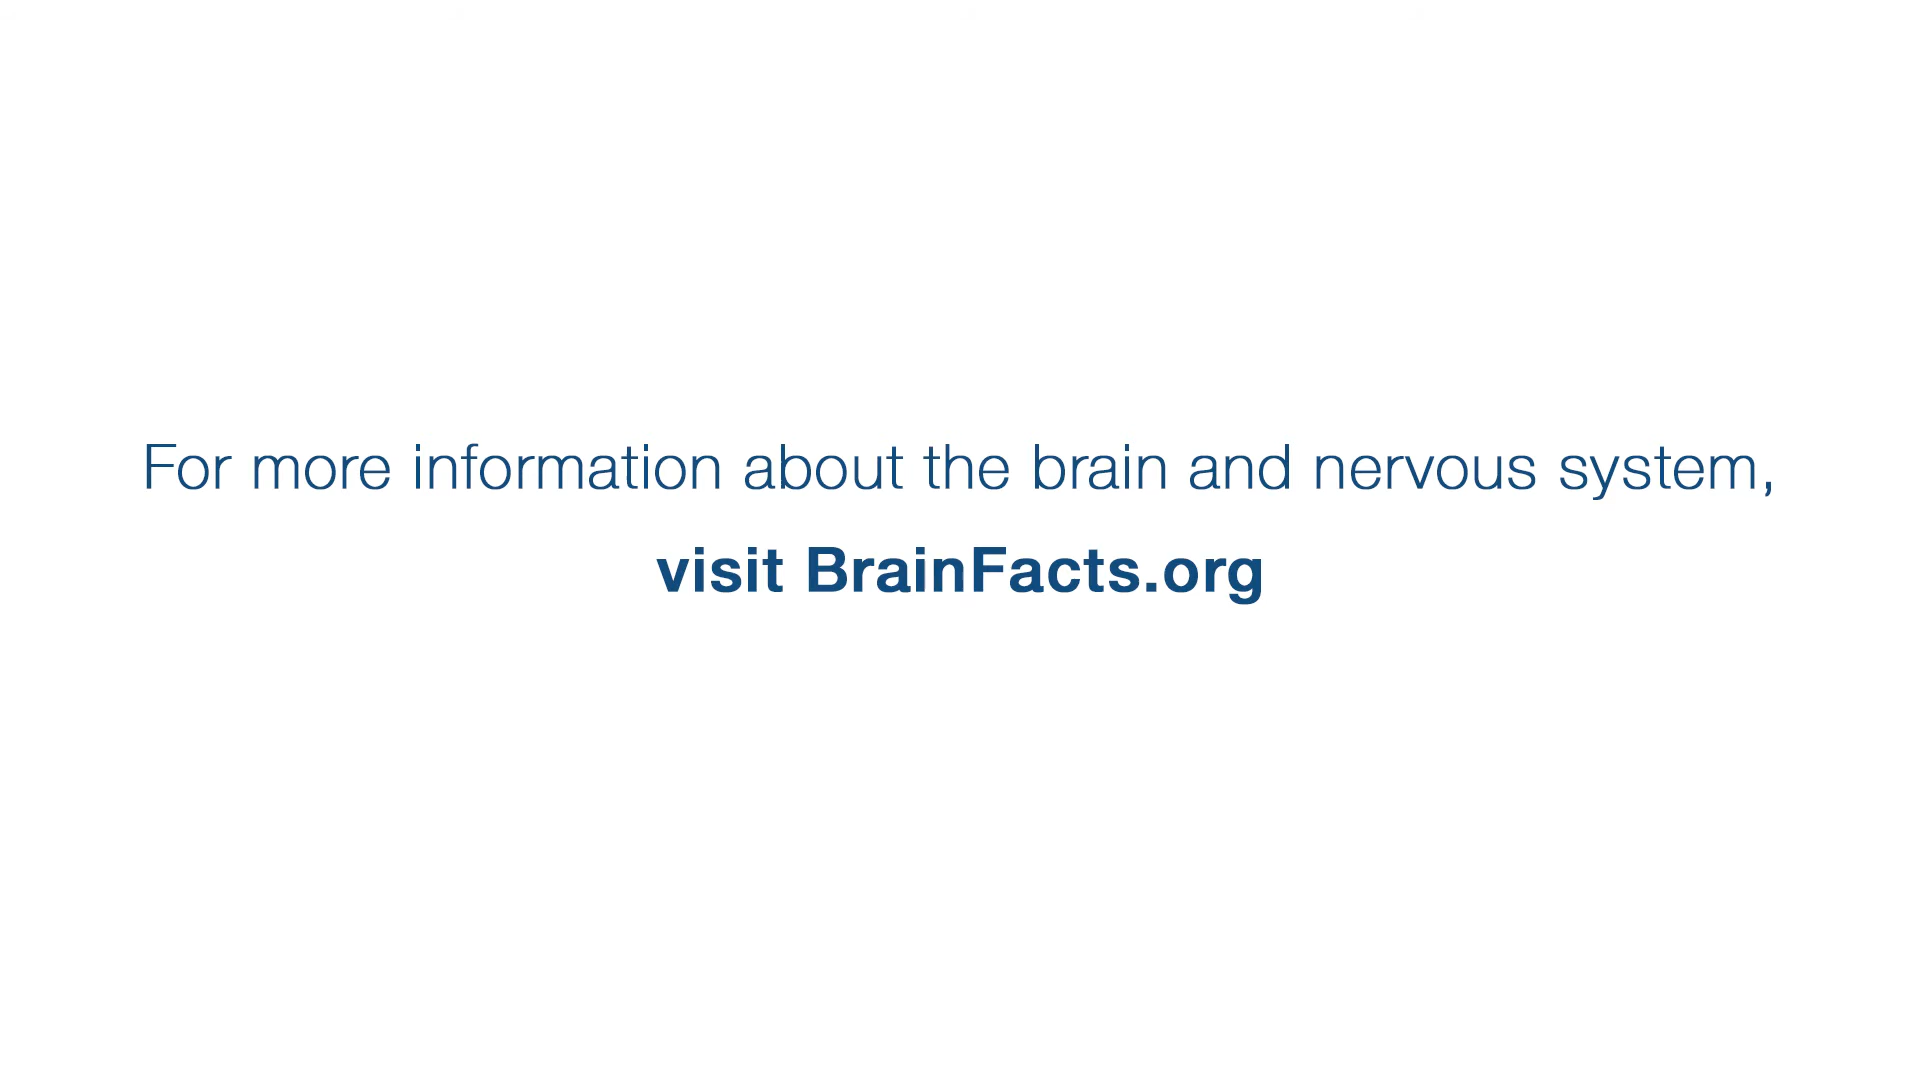 For more information about the brain and nervous system,
visit BrainFacts.org